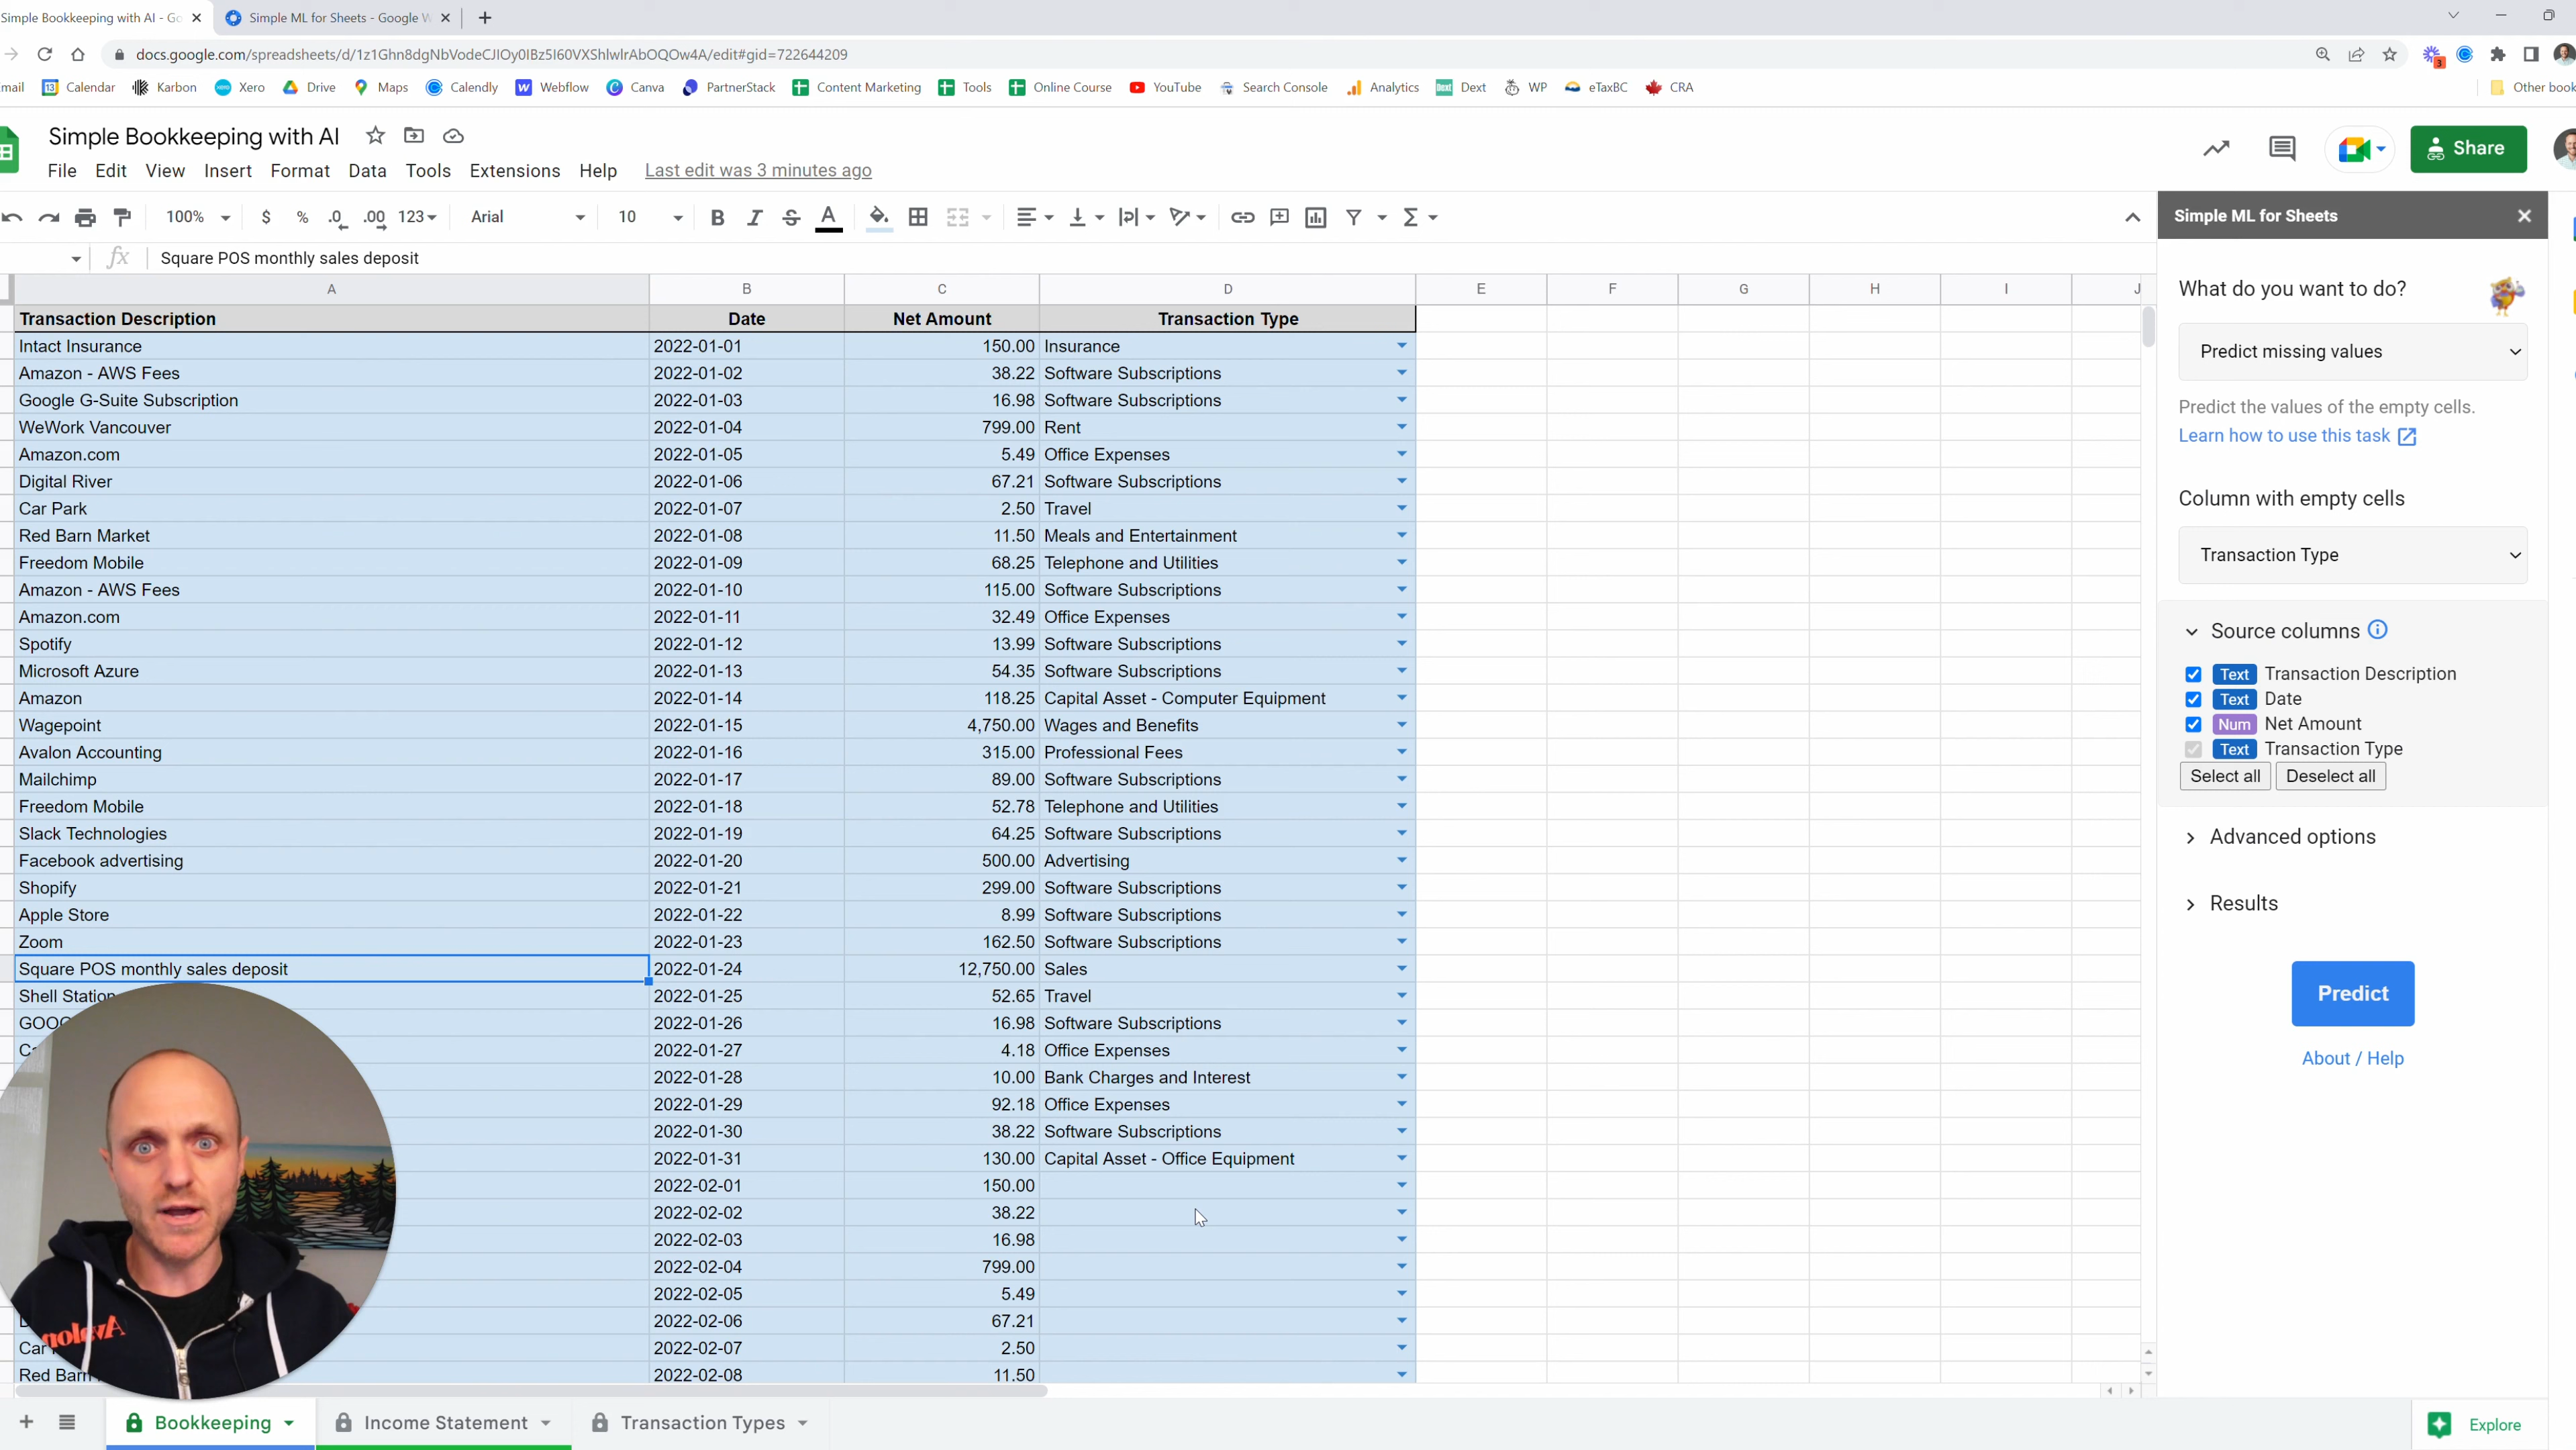 Simple Bookkeeping with AI - Go
Simple ML for Sheets - Google W
docs.google.com/spreadsheets/d/1z1Ghn8dgNbVodeCJIOy0IBz5I60VXShlwlrAbOQOw4A/edit#gid=722644209
Calendar Karbon Xero Drive Maps Calendly Webflow Canva PartnerStack Content Marketing Tools Online Course YouTube Search Console Analytics Dext WP eTaxBC CRA
Simple Bookkeeping with AI
Share
File Edit View Insert Format Data Tools Extensions Help Last edit was 3 minutes ago
100% $ % .0 .00 123 Arial 10
Simple ML for Sheets
fx Square POS monthly sales deposit
A B C D E F G H I J
Transaction Description Date Net Amount Transaction Type
Intact Insurance 2022-01-01 150.00 Insurance
Amazon - AWS Fees 2022-01-02 38.22 Software Subscriptions
Google G-Suite Subscription 2022-01-03 16.98 Software Subscriptions
WeWork Vancouver 2022-01-04 799.00 Rent
Amazon.com 2022-01-05 5.49 Office Expenses
Digital River 2022-01-06 67.21 Software Subscriptions
Car Park 2022-01-07 2.50 Travel
Red Barn Market 2022-01-08 11.50 Meals and Entertainment
Freedom Mobile 2022-01-09 68.25 Telephone and Utilities
Amazon - AWS Fees 2022-01-10 115.00 Software Subscriptions
Amazon.com 2022-01-11 32.49 Office Expenses
Spotify 2022-01-12 13.99 Software Subscriptions
Microsoft Azure 2022-01-13 54.35 Software Subscriptions
Amazon 2022-01-14 118.25 Capital Asset - Computer Equipment
Wagepoint 2022-01-15 4,750.00 Wages and Benefits
Avalon Accounting 2022-01-16 315.00 Professional Fees
Mailchimp 2022-01-17 89.00 Software Subscriptions
Freedom Mobile 2022-01-18 52.78 Telephone and Utilities
Slack Technologies 2022-01-19 64.25 Software Subscriptions
Facebook advertising 2022-01-20 500.00 Advertising
Shopify 2022-01-21 299.00 Software Subscriptions
Apple Store 2022-01-22 8.99 Software Subscriptions
Zoom 2022-01-23 162.50 Software Subscriptions
Square POS monthly sales deposit 2022-01-24 12,750.00 Sales
Shell Station 2022-01-25 52.65 Travel
2022-01-26 16.98 Software Subscriptions
2022-01-27 4.18 Office Expenses
2022-01-28 10.00 Bank Charges and Interest
2022-01-29 92.18 Office Expenses
2022-01-30 38.22 Software Subscriptions
2022-01-31 130.00 Capital Asset - Office Equipment
2022-02-01 150.00
2022-02-02 38.22
2022-02-03 16.98
2022-02-04 799.00
2022-02-05 5.49
2022-02-06 67.21
Car 2022-02-07 2.50
Red Barn 2022-02-08 11.50
Avalon
What do you want to do?
Predict missing values
Predict the values of the empty cells.
Learn how to use this task
Column with empty cells
Transaction Type
Source columns
Text Transaction Description
Text Date
Num Net Amount
Text Transaction Type
Select all Deselect all
Advanced options
Results
Predict
About / Help
Bookkeeping Income Statement Transaction Types
Explore